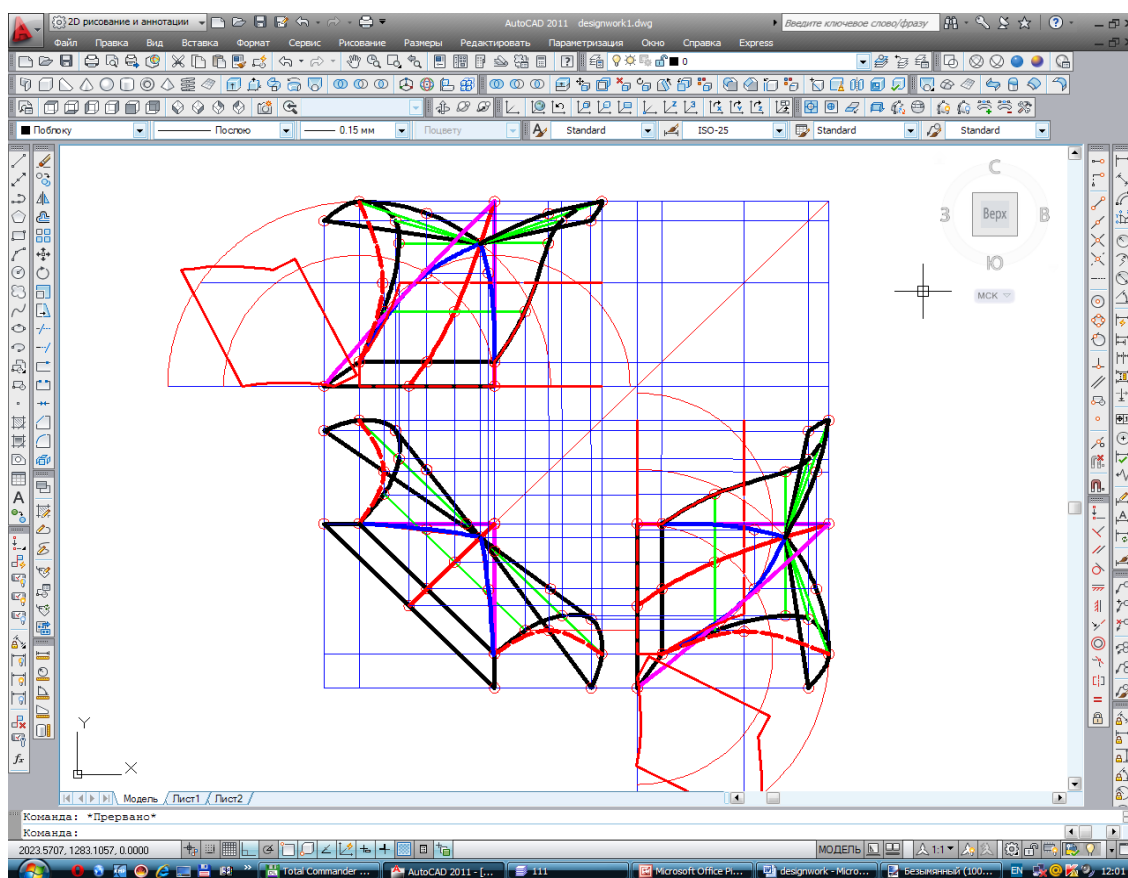 2D рисование и аннотации
AutoCAD 2011 designwork1.dwg
Введите ключевое слово/фразу
Файл Правка Вид Вставка Формат Сервис Рисование Размеры Редактировать Параметризация Окно Справка Express
0
Поблоку Послою 0.15 мм Поцвету Standard ISO-25 Standard Standard
С
З Верх В
Ю
МСК
Y
X
Модель Лист1 Лист2
Команда: *Прервано*
Команда:
2023.5707, 1283.1057, 0.0000 МОДЕЛЬ 1:1
Total Commander ... AutoCAD 2011 - [... 111 Microsoft Office Pi... designwork - Micro... Безымянный (100... EN 12:01